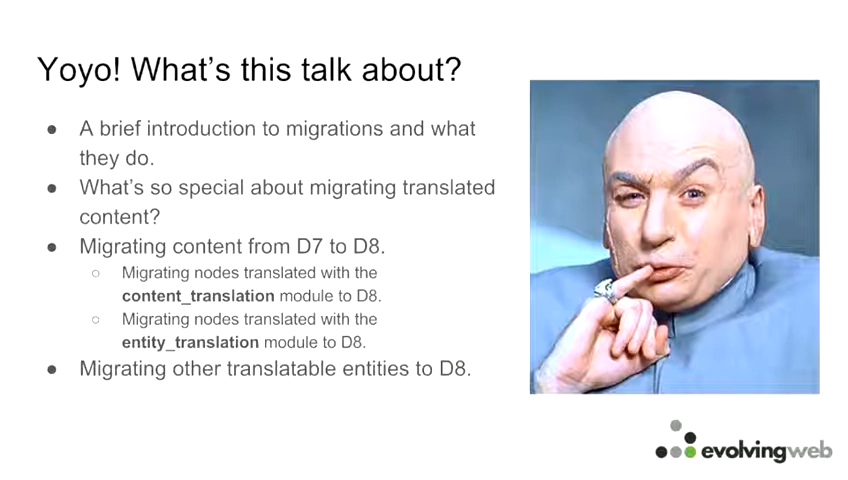 Yoyo! What’s this talk about?
● A brief introduction to migrations and what
they do.
● What’s so special about migrating translated
content?
● Migrating content from D7 to D8.
○ Migrating nodes translated with the
content_translation module to D8.
○ Migrating nodes translated with the
entity_translation module to D8.
● Migrating other translatable entities to D8.
evolvingweb